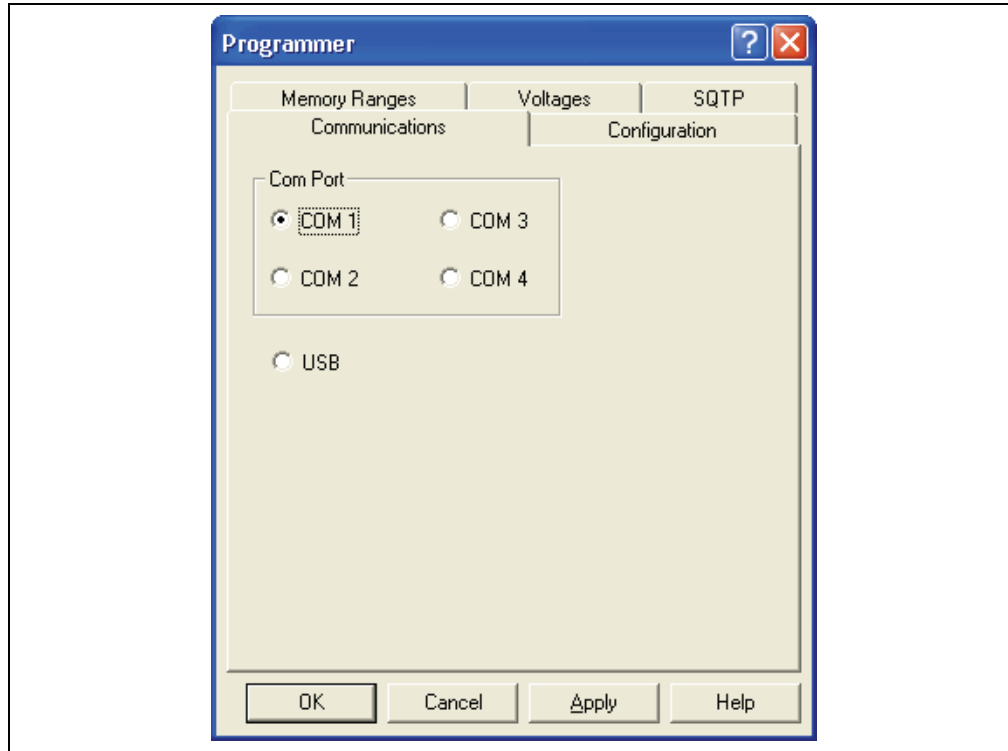 Programmer
Memory Ranges Voltages SQTP
Communications Configuration
Com Port
COM 1 COM 3
COM 2 COM 4
USB
OK Cancel Apply Help